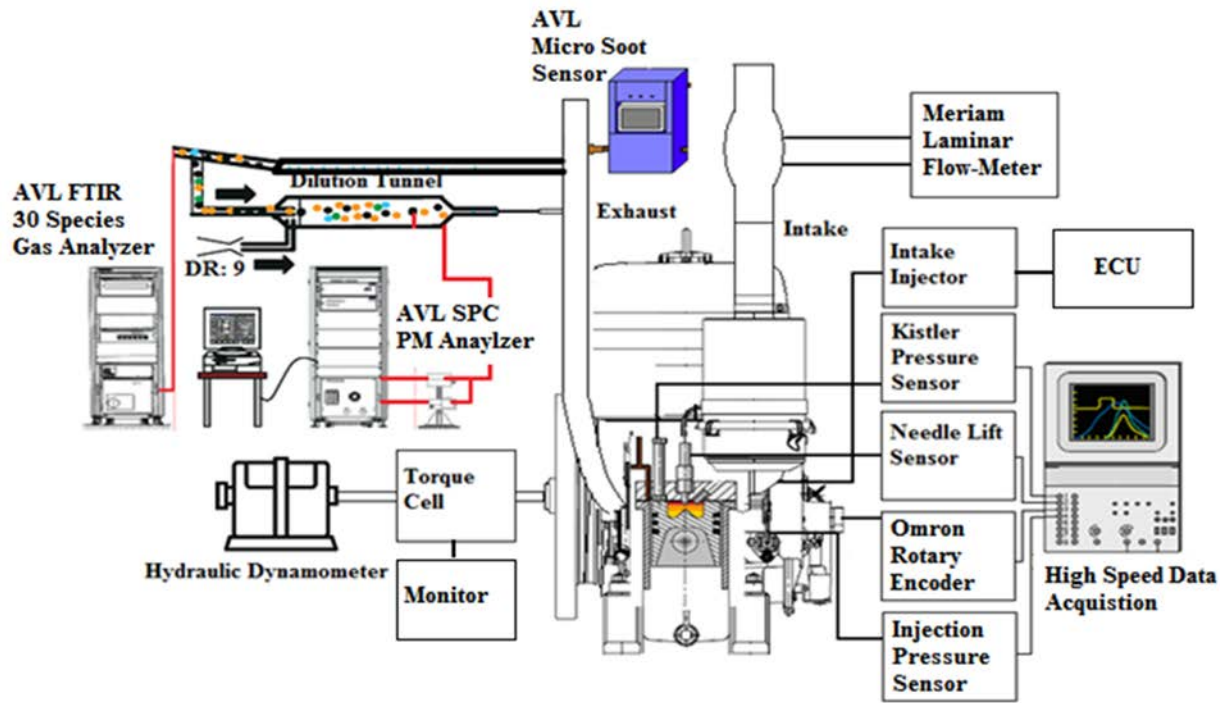 AVL
Micro Soot
Sensor
Meriam
Laminar
Flow-Meter
AVL FTIR
30 Species
Gas Analyzer
Dilution Tunnel
DR: 9
Exhaust
Intake
Intake
Injector
ECU
AVL SPC
PM Anaylzer
Kistler
Pressure
Sensor
Needle Lift
Sensor
Torque
Cell
Hydraulic Dynamometer
Monitor
Omron
Rotary
Encoder
High Speed Data
Acquistion
Injection
Pressure
Sensor